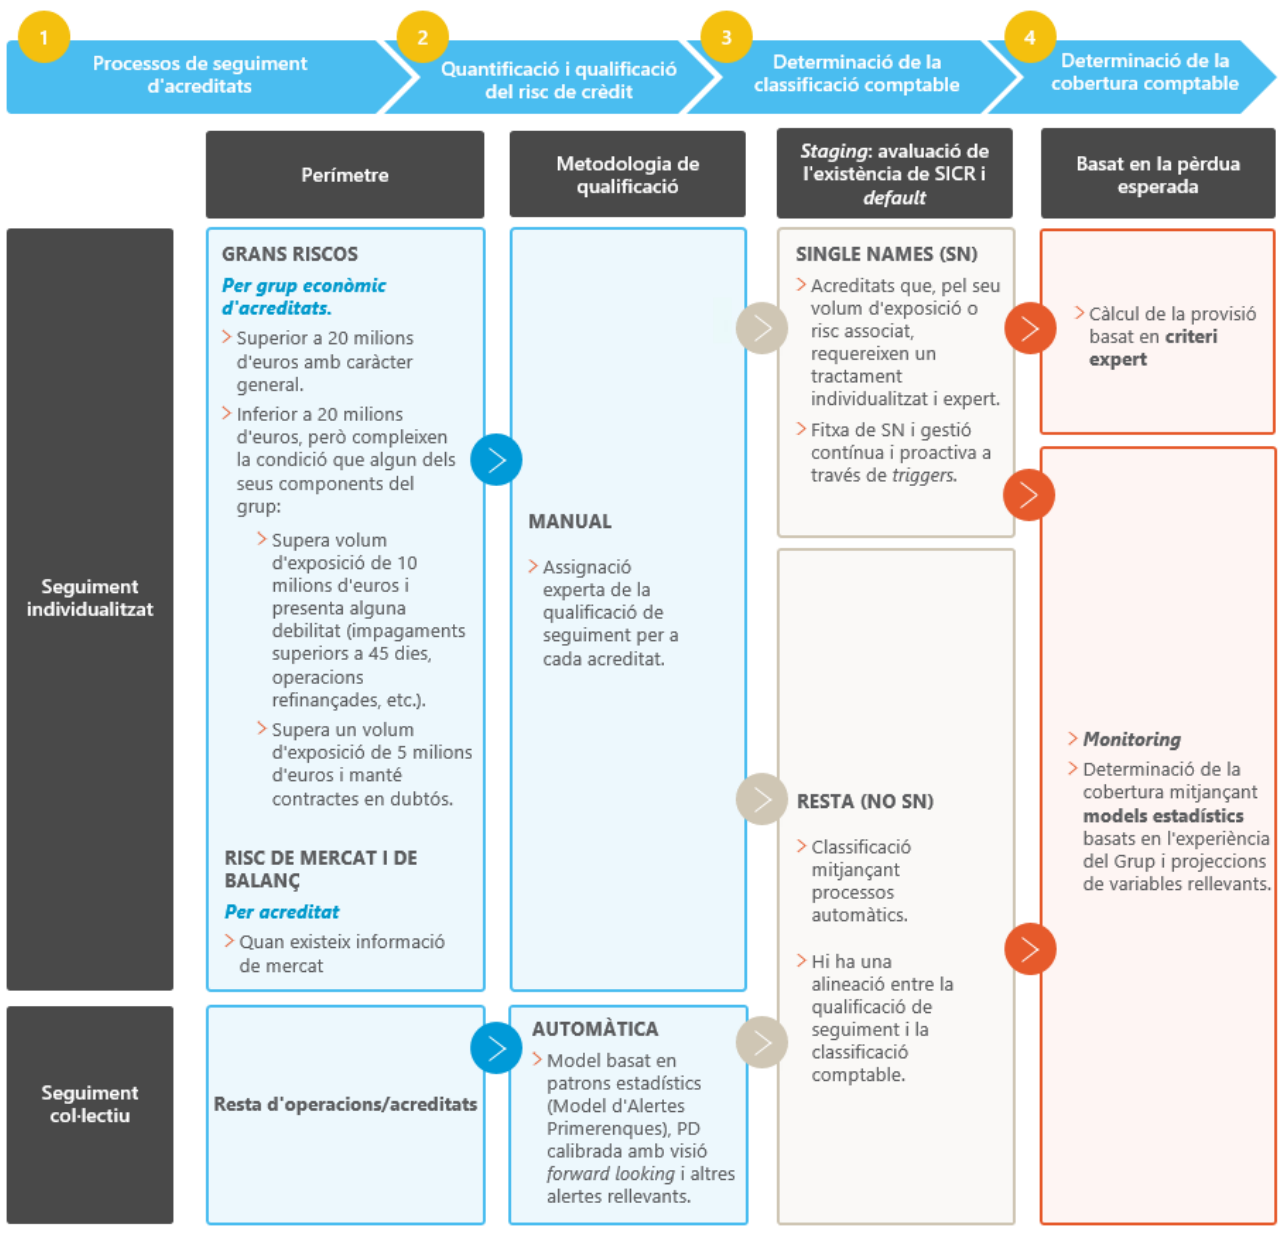 1
Processos de seguiment
d'acreditats
2
Quantificació i qualificació
del risc de crèdit
3
Determinació de la
classificació comptable
4
Determinació de la
cobertura comptable
Perímetre
Metodologia de
qualificació
Staging: avaluació de
l'existència de SICR i
default
Basat en la pèrdua
esperada
Seguiment
individualitzat
GRANS RISCOS
Per grup econòmic
d'acreditats.
Superior a 20 milions
d'euros amb caràcter
general.
Inferior a 20 milions
d'euros, però compleixen
la condició que algun dels
seus components del
grup:
Supera volum
d'exposició de 10
milions d'euros i
presenta alguna
debilitat (impagaments
superiors a 45 dies,
operacions
refinançades, etc.).
Supera un volum
d'exposició de 5 milions
d'euros i manté
contractes en dubtós.
RISC DE MERCAT I DE
BALANÇ
Per acreditat
Quan existeix informació
de mercat
MANUAL
Assignació
experta de la
qualificació de
seguiment per a
cada acreditat.
SINGLE NAMES (SN)
Acreditats que, pel seu
volum d'exposició o
risc associat,
requereixen un
tractament
individualitzat i expert.
Fitxa de SN i gestió
contínua i proactiva a
través de triggers.
Càlcul de la provisió
basat en criteri
expert
RESTA (NO SN)
Classificació
mitjançant
processos
automàtics.
Hi ha una
alineació entre la
qualificació de
seguiment i la
classificació
comptable.
Monitoring
Determinació de la
cobertura mitjançant
models estadístics
basats en l'experiència
del Grup i projeccions
de variables rellevants.
Seguiment
col·lectiu
Resta d'operacions/acreditats
AUTOMÀTICA
Model basat en
patrons estadístics
(Model d'Alertes
Primerenques), PD
calibrada amb visió
forward looking i altres
alertes rellevants.